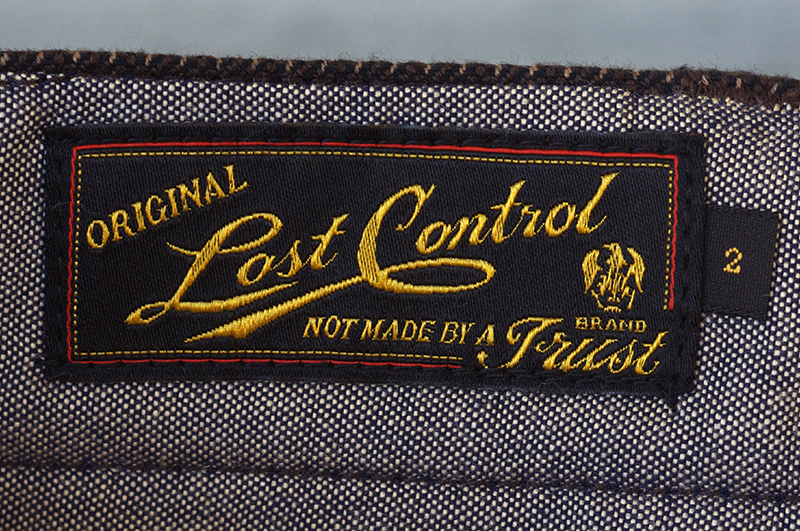 ORIGINAL
Lost Control
BRAND
NOT MADE BY A Trust
2